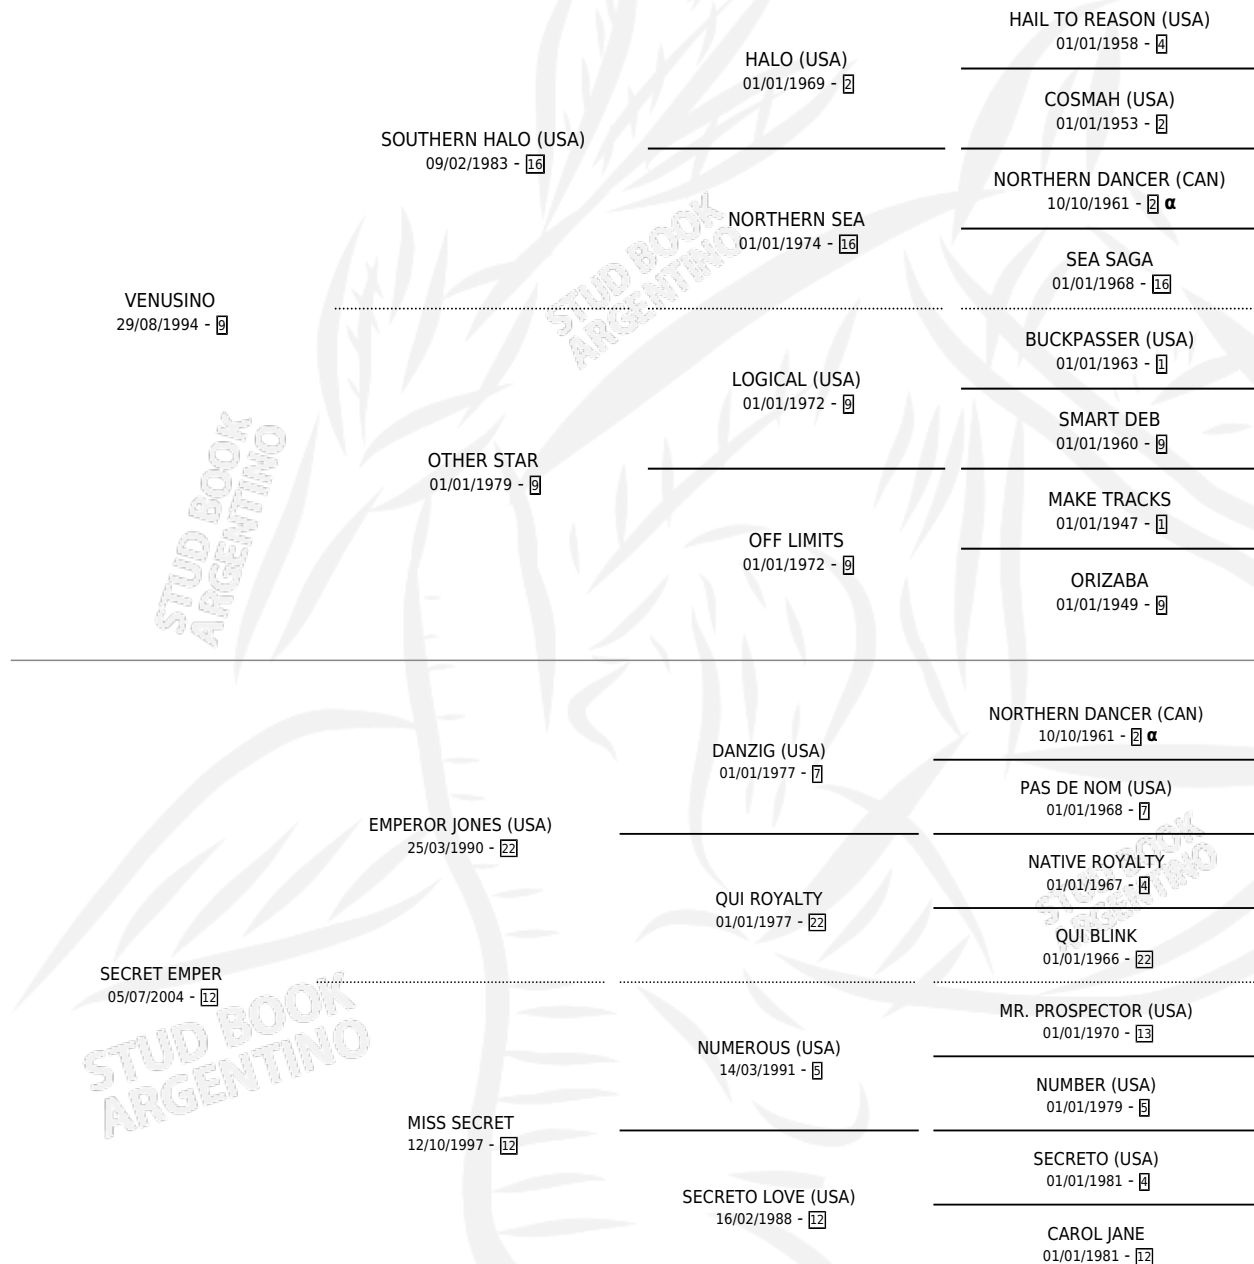 HAIL TO REASON (USA)
01/01/1958 - 4
HALO (USA)
01/01/1969 - 2
COSMAH (USA)
01/01/1953 - 2
SOUTHERN HALO (USA)
09/02/1983 - 16
NORTHERN DANCER (CAN)
10/10/1961 - 2 α
NORTHERN SEA
01/01/1974 - 16
SEA SAGA
01/01/1968 - 16
STUD BOOK
ARGENTINO
VENUSINO
29/08/1994 - 9
BUCKPASSER (USA)
01/01/1963 - 1
LOGICAL (USA)
01/01/1972 - 9
SMART DEB
01/01/1960 - 9
OTHER STAR
01/01/1979 - 9
MAKE TRACKS
01/01/1947 - 1
OFF LIMITS
01/01/1972 - 9
ORIZABA
01/01/1949 - 9
STUD BOOK
ARGENTINO
NORTHERN DANCER (CAN)
10/10/1961 - 2 α
DANZIG (USA)
01/01/1977 - 7
PAS DE NOM (USA)
01/01/1968 - 7
EMPEROR JONES (USA)
25/03/1990 - 22
NATIVE ROYALTY
01/01/1967 - 4
QUI ROYALTY
01/01/1977 - 22
QUI BLINK
01/01/1966 - 22
STUD BOOK
ARGENTINO
SECRET EMPER
05/07/2004 - 12
MR. PROSPECTOR (USA)
01/01/1970 - 13
NUMEROUS (USA)
14/03/1991 - 5
NUMBER (USA)
01/01/1979 - 5
STUD BOOK
ARGENTINO
MISS SECRET
12/10/1997 - 12
SECRETO (USA)
01/01/1981 - 4
SECRETO LOVE (USA)
16/02/1988 - 12
CAROL JANE
01/01/1981 - 12